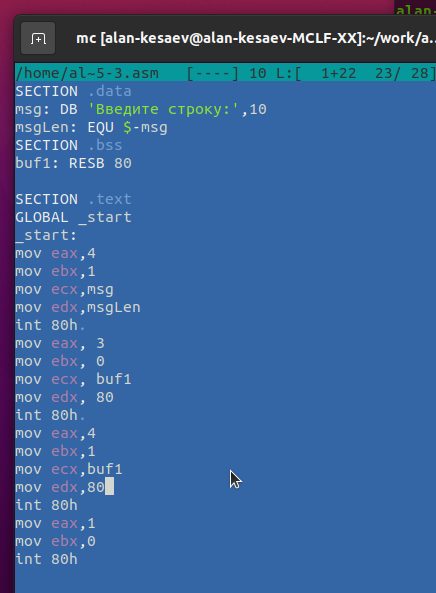 alan-
mc [alan-kesaev@alan-kesaev-MCLF-XX]:~/work/a...
/home/al~5-3.asm   [----] 10 L:[  1+22  23/ 28]
SECTION .data
msg: DB 'Введите строку:',10
msgLen: EQU $-msg
SECTION .bss
buf1: RESB 80

SECTION .text
GLOBAL _start
_start:
mov eax,4
mov ebx,1
mov ecx,msg
mov edx,msgLen
int 80h.
mov eax, 3
mov ebx, 0
mov ecx, buf1
mov edx, 80
int 80h.
mov eax,4
mov ebx,1
mov ecx,buf1
mov edx,80
int 80h
mov eax,1
mov ebx,0
int 80h